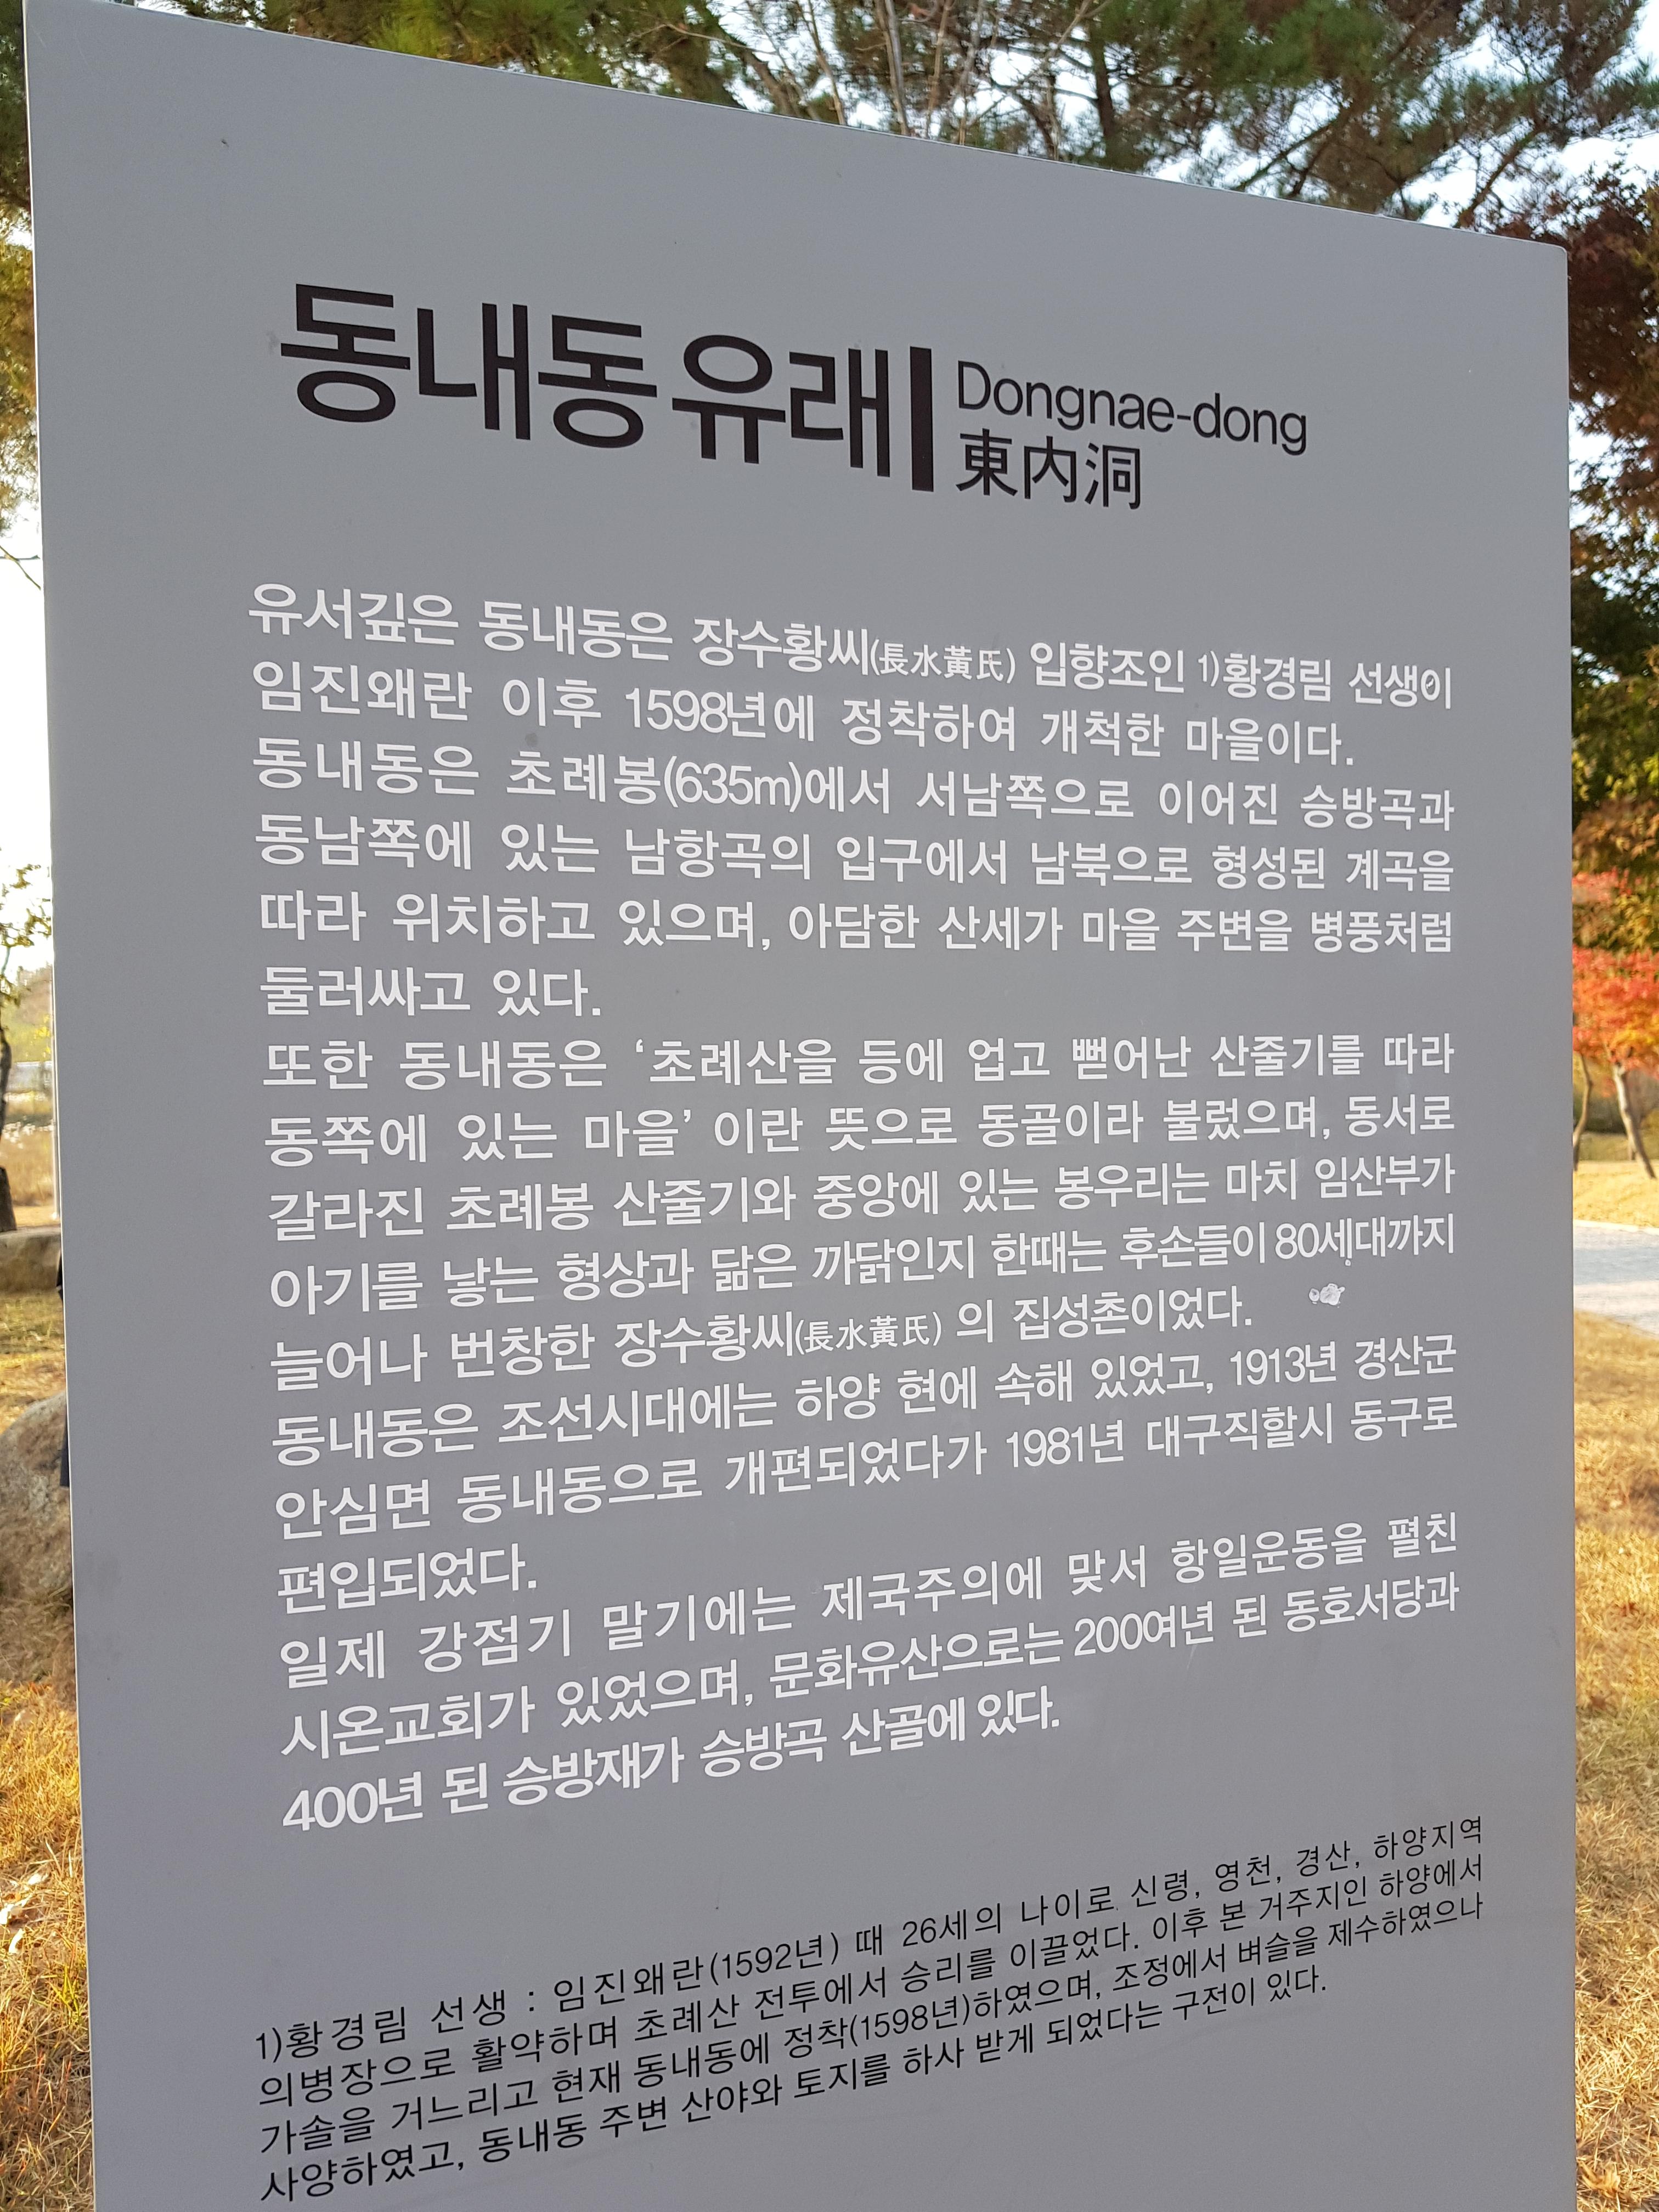 동내동 유래
Dongnae-dong
東內洞
유서깊은 동내동은 장수황씨(長水黃氏) 입향조인 1)황경림 선생이
임진왜란 이후 1598년에 정착하여 개척한 마을이다.
동내동은 초례봉(635m)에서 서남쪽으로 이어진 승방곡과
동남쪽에 있는 남항곡의 입구에서 남북으로 형성된 계곡을
따라 위치하고 있으며, 아담한 산세가 마을 주변을 병풍처럼
둘러싸고 있다.
또한 동내동은 ‘초례산을 등에 업고 뻗어난 산줄기를 따라
동쪽에 있는 마을’ 이란 뜻으로 동골이라 불렀으며, 동서로
갈라진 초례봉 산줄기와 중앙에 있는 봉우리는 마치 임산부가
아기를 낳는 형상과 닮은 까닭인지 한때는 후손들이 80세대까지
늘어나 번창한 장수황씨(長水黃氏) 의 집성촌이었다.
동내동은 조선시대에는 하양 현에 속해 있었고, 1913년 경산군
안심면 동내동으로 개편되었다가 1981년 대구직할시 동구로
편입되었다.
일제 강점기 말기에는 제국주의에 맞서 항일운동을 펼친
시온교회가 있었으며, 문화유산으로는 200여년 된 동호서당과
400년 된 승방재가 승방곡 산골에 있다.
1)황경림 선생 : 임진왜란(1592년) 때 26세의 나이로 신령, 영천, 경산, 하양지역
의병장으로 활약하며 초례산 전투에서 승리를 이끌었다. 이후 본 거주지인 하양에서
가솔을 거느리고 현재 동내동에 정착(1598년)하였으며, 조정에서 벼슬을 제수하였으나
사양하였고, 동내동 주변 산야와 토지를 하사 받게 되었다는 구전이 있다.